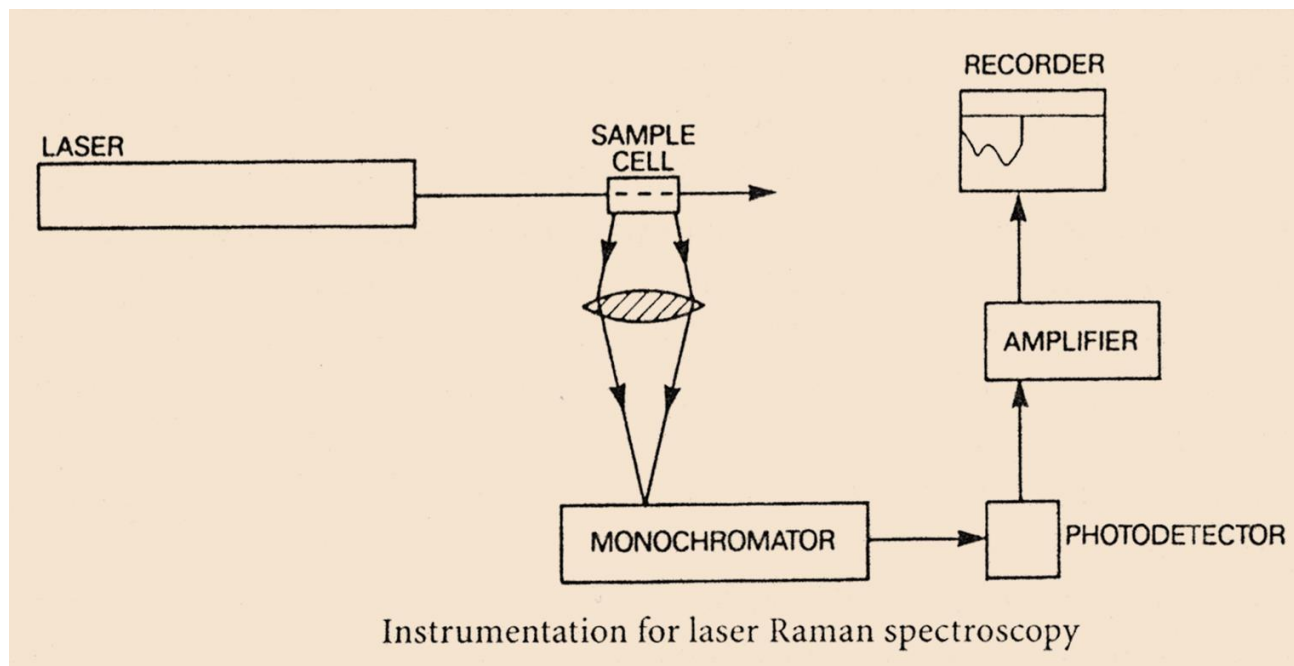 RECORDER
LASER
SAMPLE
CELL
AMPLIFIER
MONOCHROMATOR
PHOTODETECTOR
Instrumentation for laser Raman spectroscopy